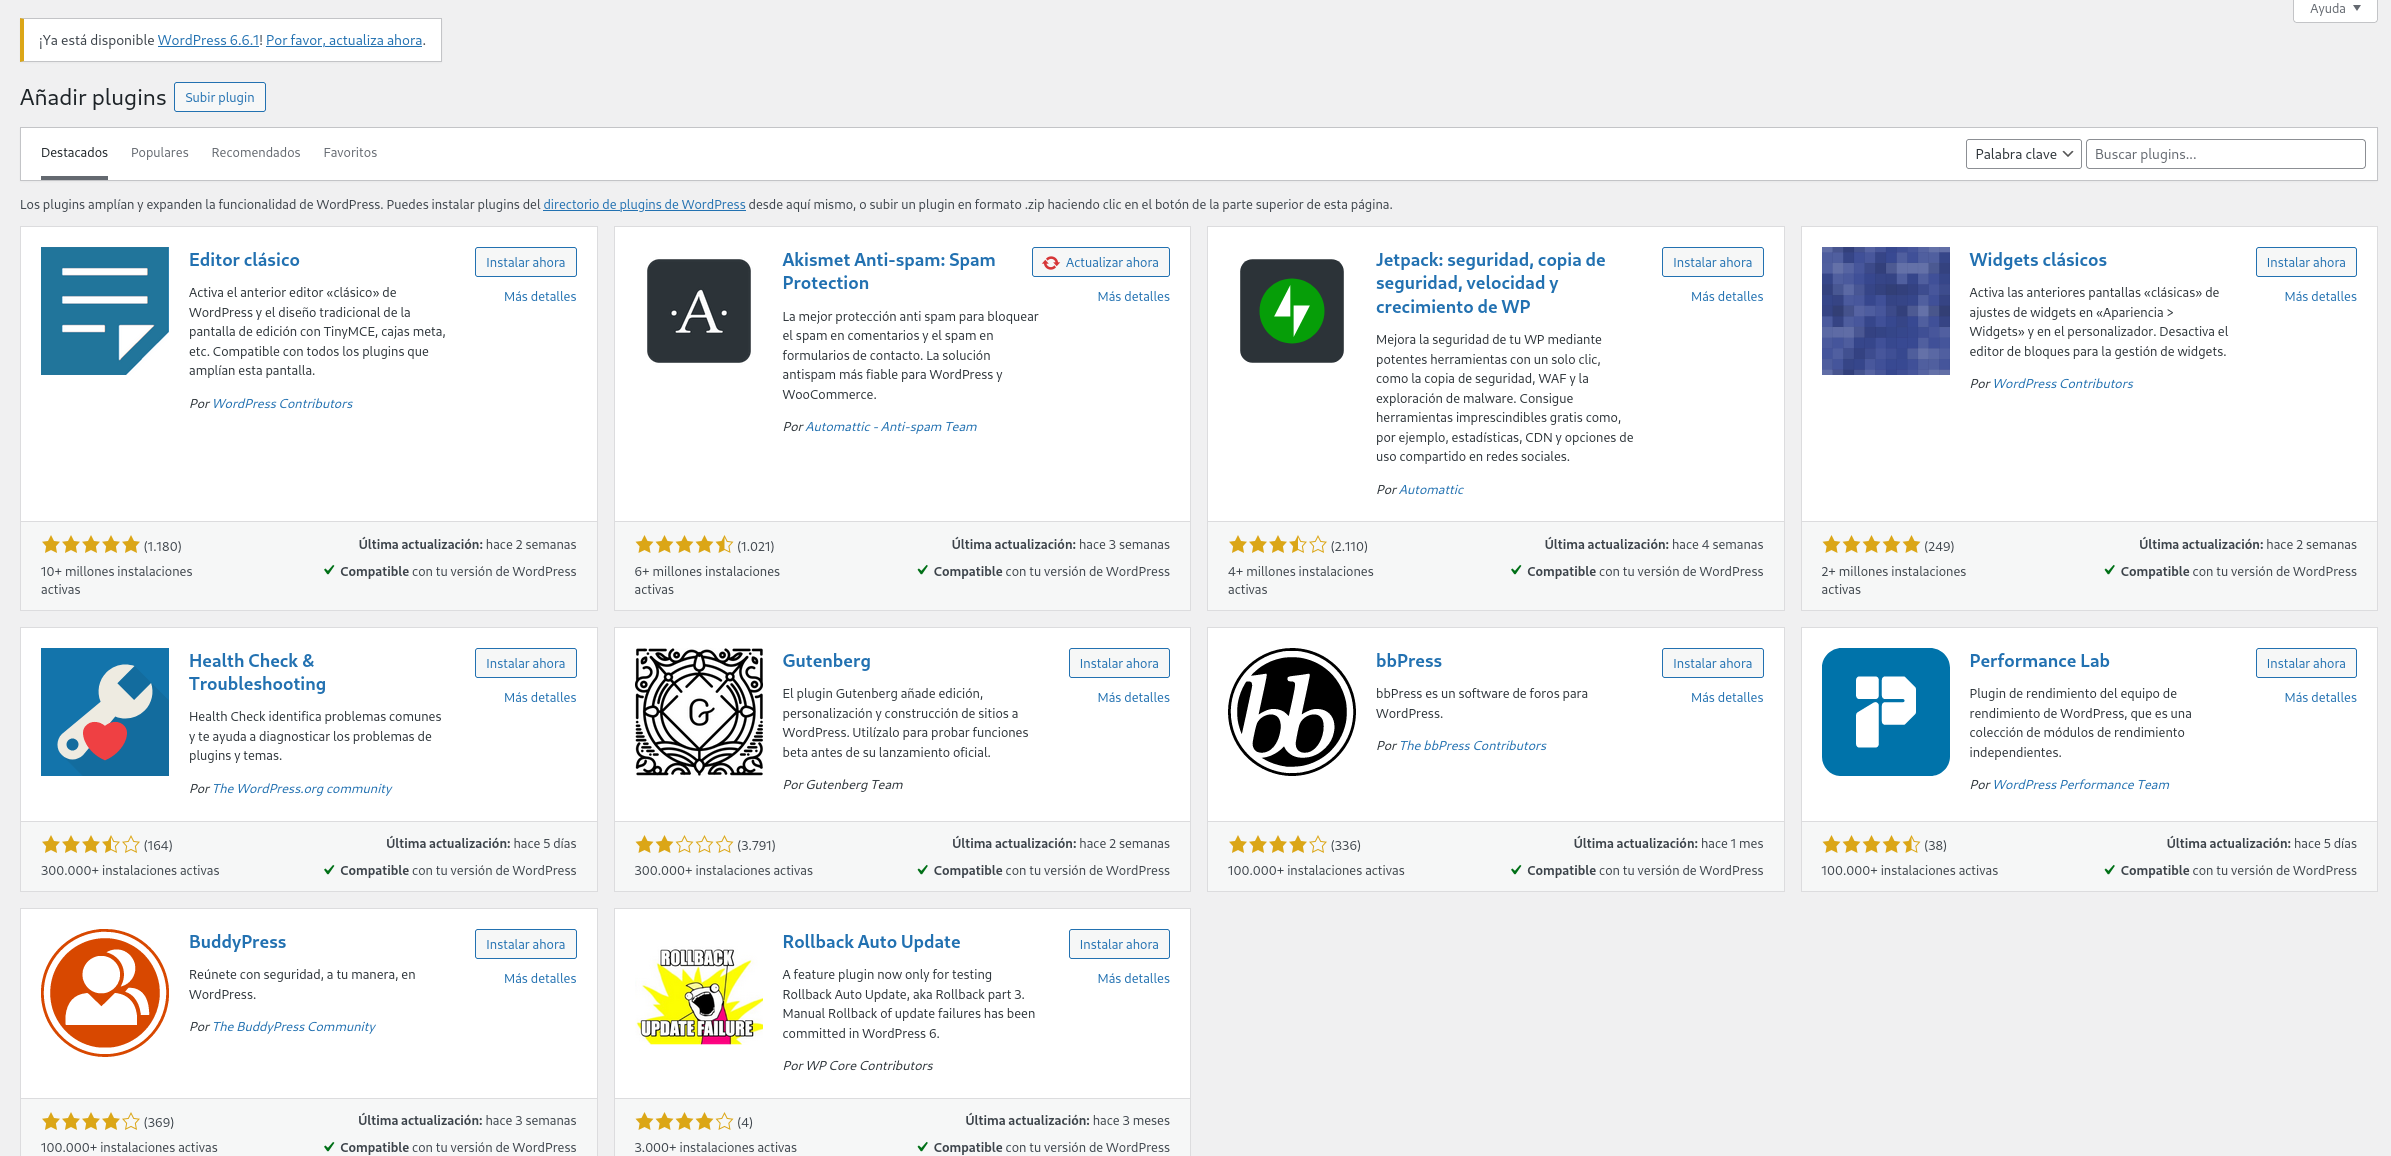 Ayuda
¡Ya está disponible WordPress 6.6.1! Por favor, actualiza ahora.
Añadir plugins Subir plugin
Destacados Populares Recomendados Favoritos Palabra clave Buscar plugins...
Los plugins amplían y expanden la funcionalidad de WordPress. Puedes instalar plugins del directorio de plugins de WordPress desde aquí mismo, o subir un plugin en formato .zip haciendo clic en el botón de la parte superior de esta página.
Editor clásico
Instalar ahora
Más detalles
Activa el anterior editor «clásico» de
WordPress y el diseño tradicional de la
pantalla de edición con TinyMCE, cajas meta,
etc. Compatible con todos los plugins que
amplían esta pantalla.
Por WordPress Contributors
(1.180)
Última actualización: hace 2 semanas
10+ millones instalaciones
activas
Compatible con tu versión de WordPress
A
Akismet Anti-spam: Spam
Protection
Actualizar ahora
Más detalles
La mejor protección anti spam para bloquear
el spam en comentarios y el spam en
formularios de contacto. La solución
antispam más fiable para WordPress y
WooCommerce.
Por Automattic - Anti-spam Team
(1.021)
Última actualización: hace 3 semanas
6+ millones instalaciones
activas
Compatible con tu versión de WordPress
Jetpack: seguridad, copia de
seguridad, velocidad y
crecimiento de WP
Instalar ahora
Más detalles
Mejora la seguridad de tu WP mediante
potentes herramientas con un solo clic,
como la copia de seguridad, WAF y la
exploración de malware. Consigue
herramientas imprescindibles gratis como,
por ejemplo, estadísticas, CDN y opciones de
uso compartido en redes sociales.
Por Automattic
(2.110)
Última actualización: hace 4 semanas
4+ millones instalaciones
activas
Compatible con tu versión de WordPress
Widgets clásicos
Instalar ahora
Más detalles
Activa las anteriores pantallas «clásicas» de
ajustes de widgets en «Apariencia >
Widgets» y en el personalizador. Desactiva el
editor de bloques para la gestión de widgets.
Por WordPress Contributors
(249)
Última actualización: hace 2 semanas
2+ millones instalaciones
activas
Compatible con tu versión de WordPress
Health Check &
Troubleshooting
Instalar ahora
Más detalles
Health Check identifica problemas comunes
y te ayuda a diagnosticar los problemas de
plugins y temas.
Por The WordPress.org community
(164)
Última actualización: hace 5 días
300.000+ instalaciones activas
Compatible con tu versión de WordPress
G
Gutenberg
Instalar ahora
Más detalles
El plugin Gutenberg añade edición,
personalización y construcción de sitios a
WordPress. Utilízalo para probar funciones
beta antes de su lanzamiento oficial.
Por Gutenberg Team
(3.791)
Última actualización: hace 2 semanas
300.000+ instalaciones activas
Compatible con tu versión de WordPress
bb
bbPress
Instalar ahora
Más detalles
bbPress es un software de foros para
WordPress.
Por The bbPress Contributors
(336)
Última actualización: hace 1 mes
100.000+ instalaciones activas
Compatible con tu versión de WordPress
P
Performance Lab
Instalar ahora
Más detalles
Plugin de rendimiento del equipo de
rendimiento de WordPress, que es una
colección de módulos de rendimiento
independientes.
Por WordPress Performance Team
(38)
Última actualización: hace 5 días
100.000+ instalaciones activas
Compatible con tu versión de WordPress
BuddyPress
Instalar ahora
Más detalles
Reúnete con seguridad, a tu manera, en
WordPress.
Por The BuddyPress Community
(369)
Última actualización: hace 3 semanas
100.000+ instalaciones activas
Compatible con tu versión de WordPress
ROLLBACK
UPDATE FAILURE
Rollback Auto Update
Instalar ahora
Más detalles
A feature plugin now only for testing
Rollback Auto Update, aka Rollback part 3.
Manual Rollback of update failures has been
committed in WordPress 6.
Por WP Core Contributors
(4)
Última actualización: hace 3 meses
3.000+ instalaciones activas
Compatible con tu versión de WordPress